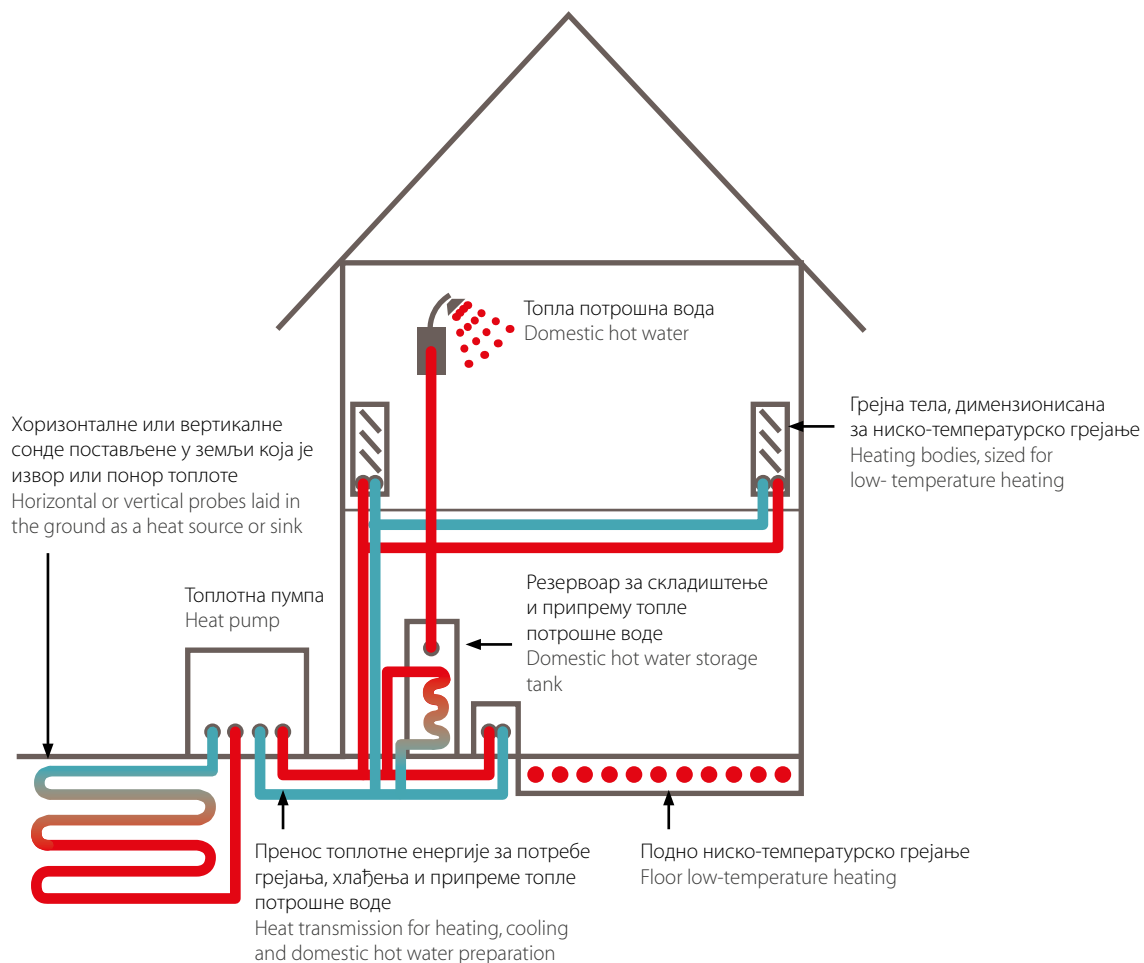 Топла потрошна вода
Domestic hot water
Грејна тела, димензионисана
за ниско-температурско грејање
Heating bodies, sized for
low- temperature heating
Хоризонталне или вертикалне
сонде постављене у земљи која је
извор или понор топлоте
Horizontal or vertical probes laid in
the ground as a heat source or sink
Топлотна пумпа
Heat pump
Резервоар за складиштење
и припрему топле
потрошне воде
Domestic hot water storage
tank
Пренос топлотне енергије за потребе
грејања, хлађења и припреме топле
потрошне воде
Heat transmission for heating, cooling
and domestic hot water preparation
Подно ниско-температурско грејање
Floor low-temperature heating